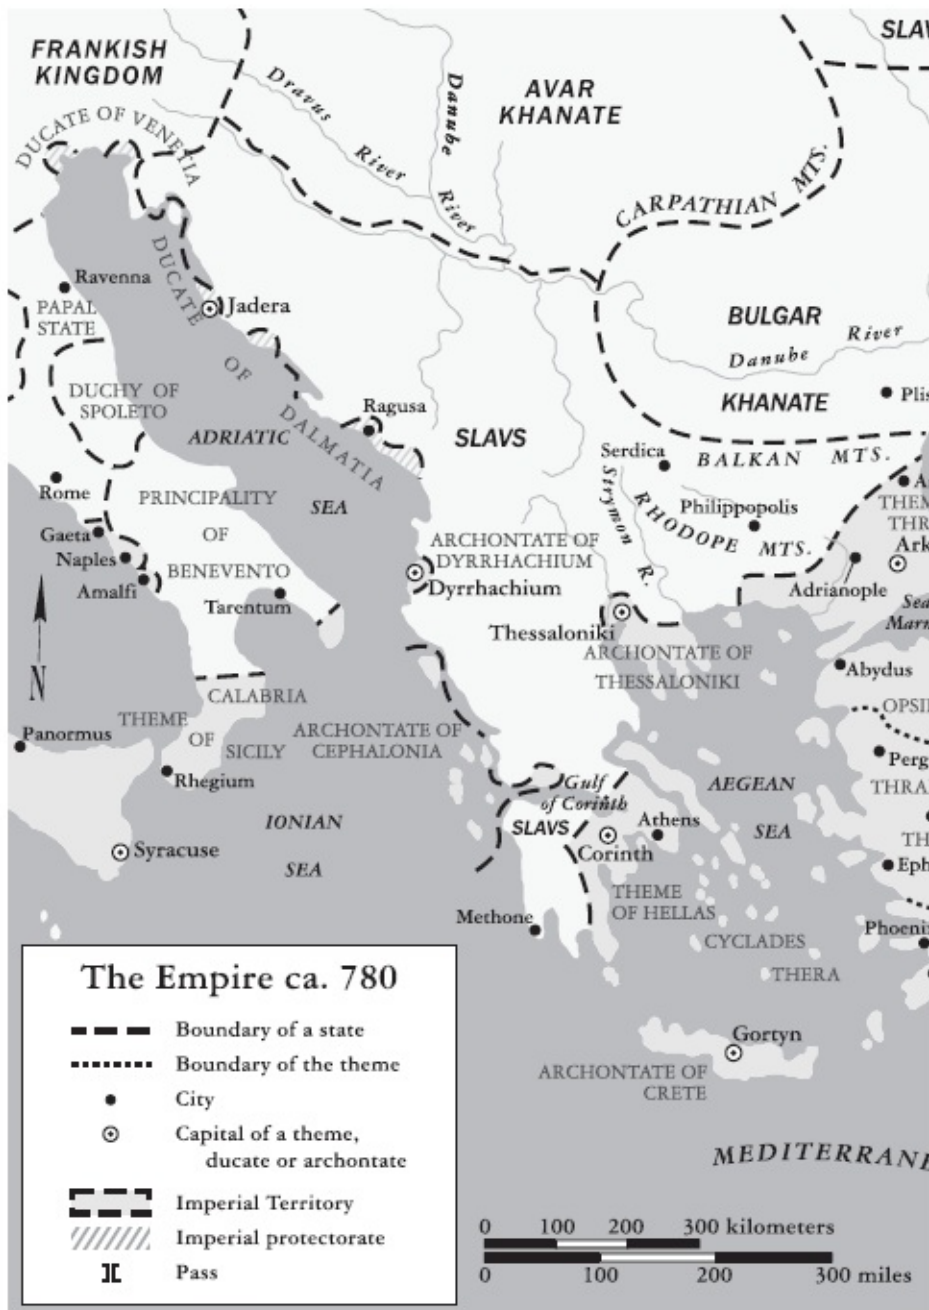 SLAV
FRANKISH
KINGDOM
AVAR
KHANATE
Dravus
River
Danube
River
DUCATE OF VENETIA
CARPATHIAN MTS.
Ravenna
PAPAL
STATE
Jadera
DUCATE
OF
DALMATIA
BULGAR
Danube River
KHANATE
Plis
DUCHY OF
SPOLETO
Ragusa
ADRIATIC
SEA
SLAVS
Serdica
BALKAN MTS.
Rome
PRINCIPALITY
OF
BENEVENTO
Strymon
R.
Philippopolis
RHODOPE MTS.
A
THEM
THR
Ark
Gaeta
Naples
Amalfi
ARCHONTATE OF
DYRRHACHIUM
Dyrrhachium
Tarentum
Adrianople
Sea
Marm
Thessaloniki
ARCHONTATE OF
THESSALONIKI
Abydus
N
CALABRIA
THEME
OF
SICILY
ARCHONTATE OF
CEPHALONIA
OPSI
Panormus
Rhegium
Perg
THRA
Gulf
of Corinth
AEGEAN
SEA
IONIAN
SEA
SLAVS
Athens
Corinth
TH
Syracuse
Eph
THEME
OF HELLAS
Methone
Phoenix
CYCLADES
THERA
Gortyn
ARCHONTATE OF
CRETE
MEDITERRANE
The Empire ca. 780
Boundary of a state
Boundary of the theme
City
Capital of a theme,
ducate or archontate
Imperial Territory
Imperial protectorate
Pass
0 100 200 300 kilometers
0 100 200 300 miles